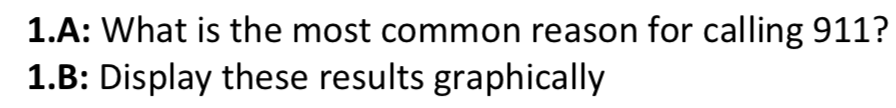 1.A: What is the most common reason for calling 911?
1.B: Display these results graphically